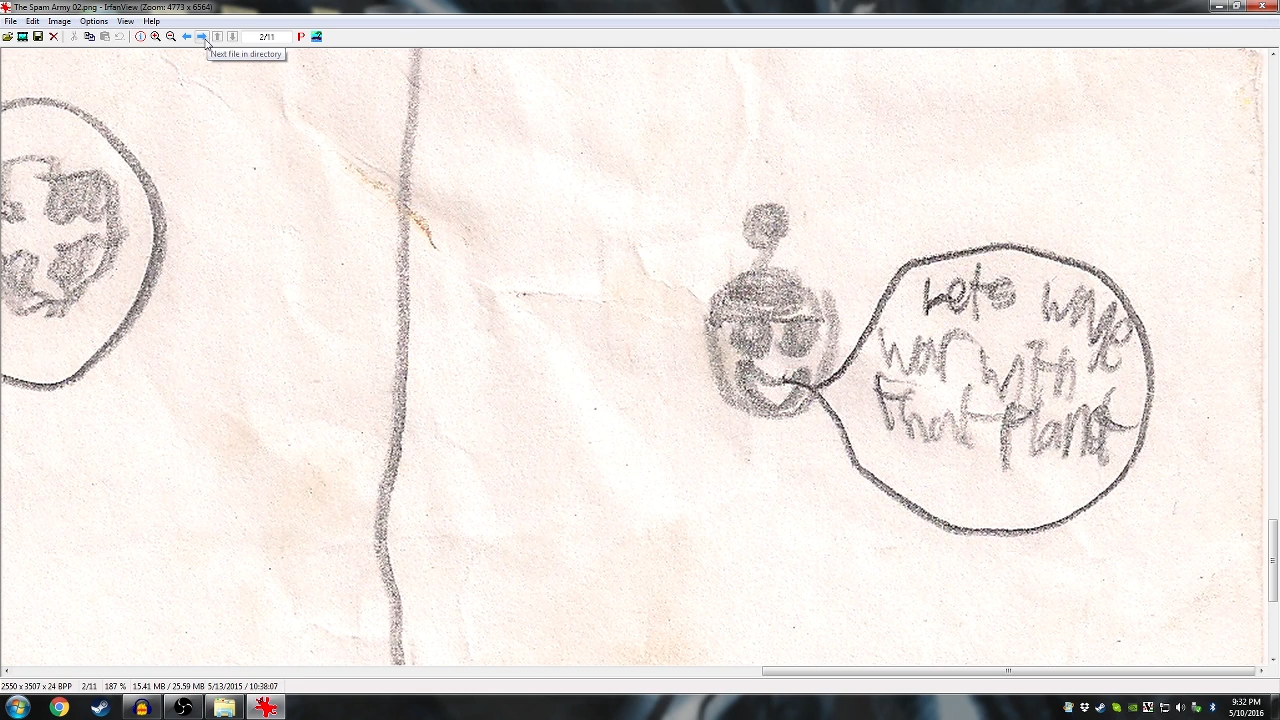 The Spam Army 02.png - IrfanView (Zoom: 4773 x 6564)
File Edit Image Options View Help
2/11
Next file in directory
Lets wage
war with
that planet
2550 x 3507 x 24 BPP 2/11 187 % 15.41 MB / 25.59 MB 5/13/2015 / 10:38:07
9:32 PM
5/10/2016